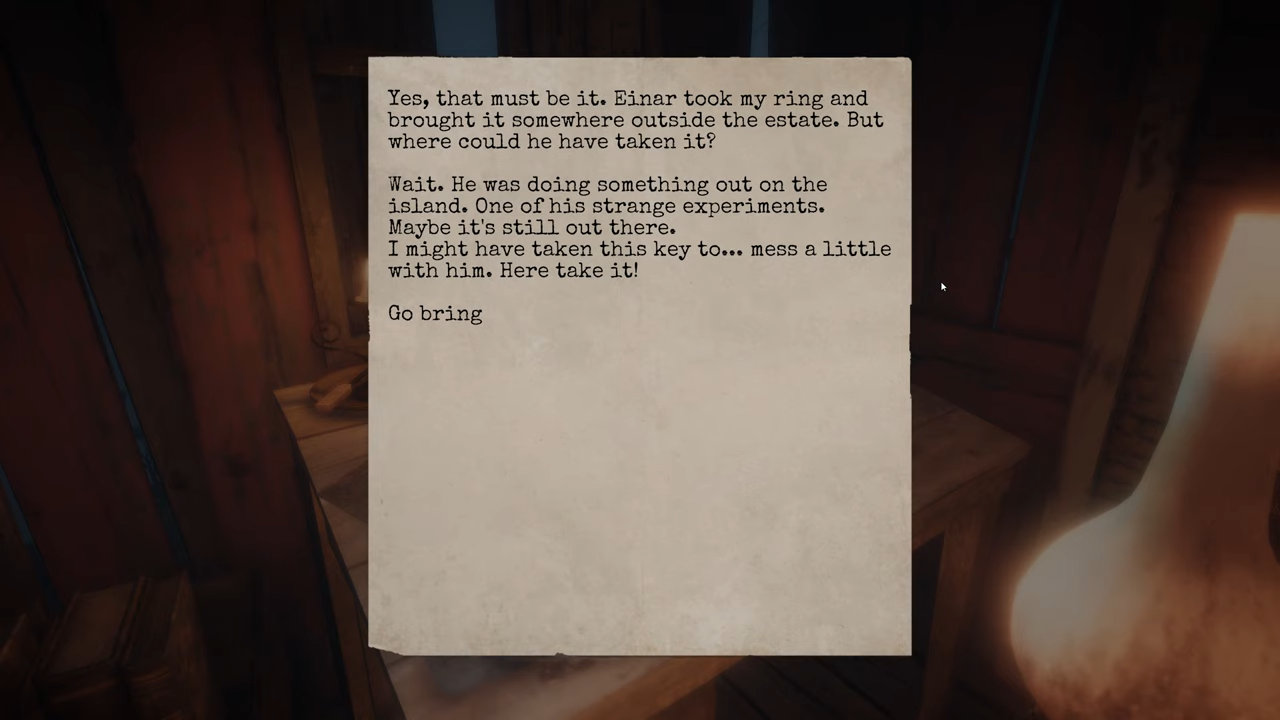 Yes, that must be it. Einar took my ring and
brought it somewhere outside the estate. But
where could he have taken it?
Wait. He was doing something out on the
island. One of his strange experiments.
Maybe it's still out there.
I might have taken this key to... mess a little
with him. Here take it!
Go bring